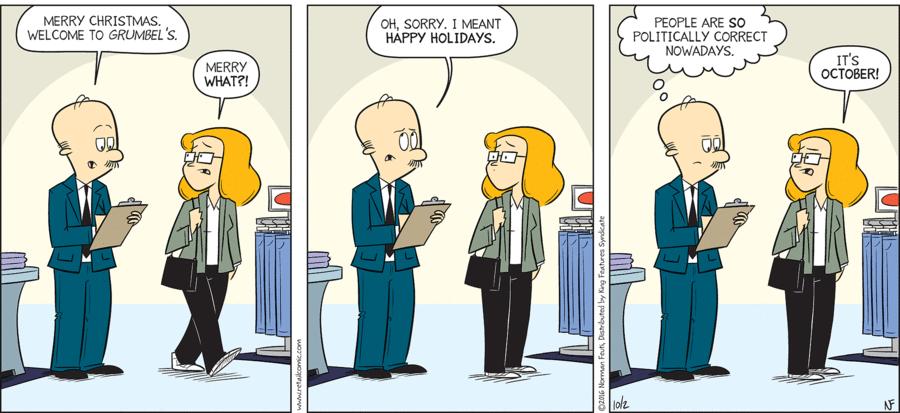 MERRY CHRISTMAS.
WELCOME TO GRUMBEL'S.
MERRY
WHAT?!
www.retailcomic.com
OH, SORRY. I MEANT
HAPPY HOLIDAYS.
©2016 Norman Feuti, Distributed by King Features Syndicate
PEOPLE ARE SO
POLITICALLY CORRECT
NOWADAYS.
IT'S
OCTOBER!
10/2
NF